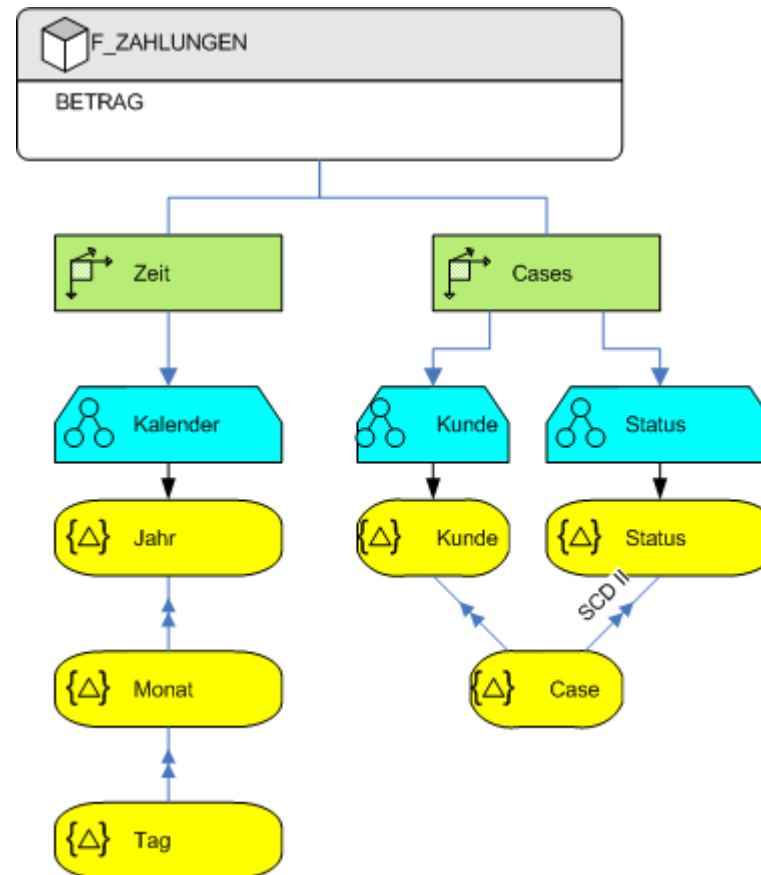 F_ZAHLUNGEN
BETRAG
Zeit
Cases
Kalender
Kunde
Status
Jahr
Kunde
Status
SCD II
Monat
Case
Tag